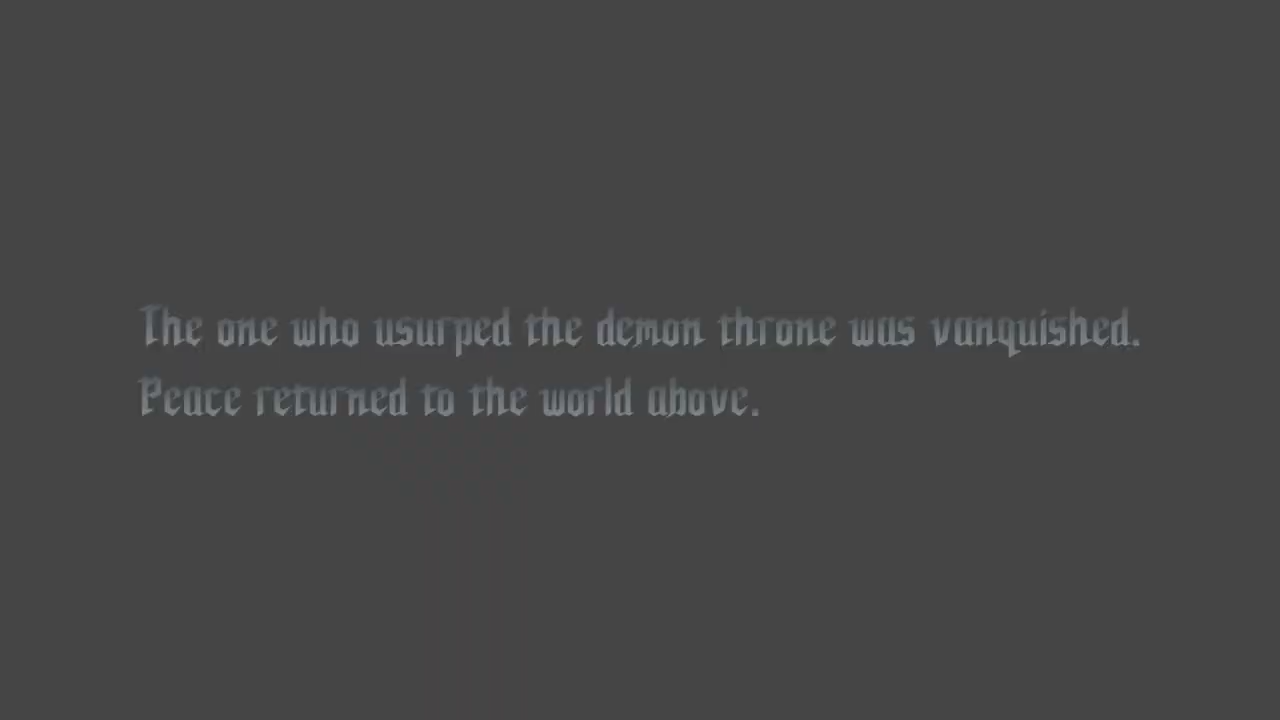 The one who usurped the demon throne was vanquished.
Peace returned to the world above.